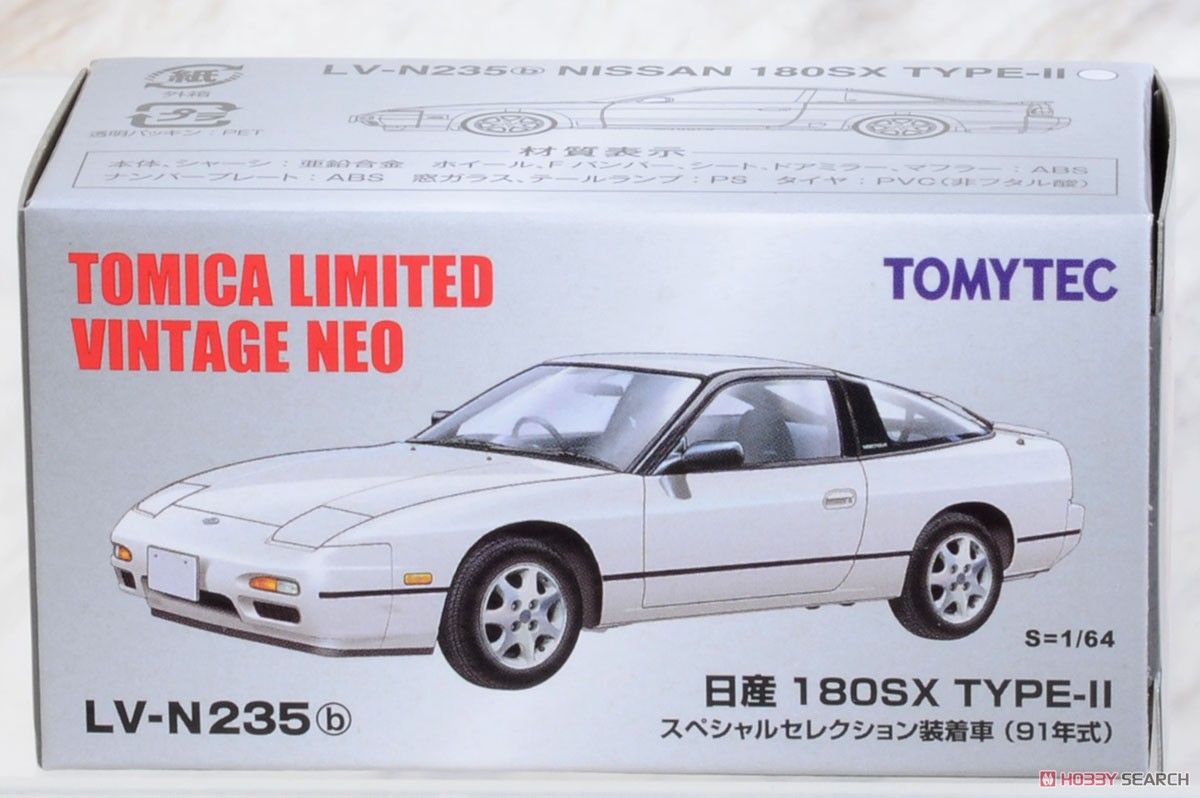 紙
外箱
プラ
透明パッキン：PET
LV-N235ⓑ NISSAN 180SX TYPE-II
材質表示
本体、シャーシ：亜鉛合金 ホイール、Fバンパー、シート、ドアミラー、マフラー：ABS
ナンバープレート：ABS 窓ガラス、テールランプ：PS タイヤ：PVC（非フタル酸）
TOMICA LIMITED
VINTAGE NEO
TOMYTEC
S=1/64
LV-N235ⓑ
日産 180SX TYPE-II
スペシャルセレクション装着車（91年式）
HOBBY SEARCH